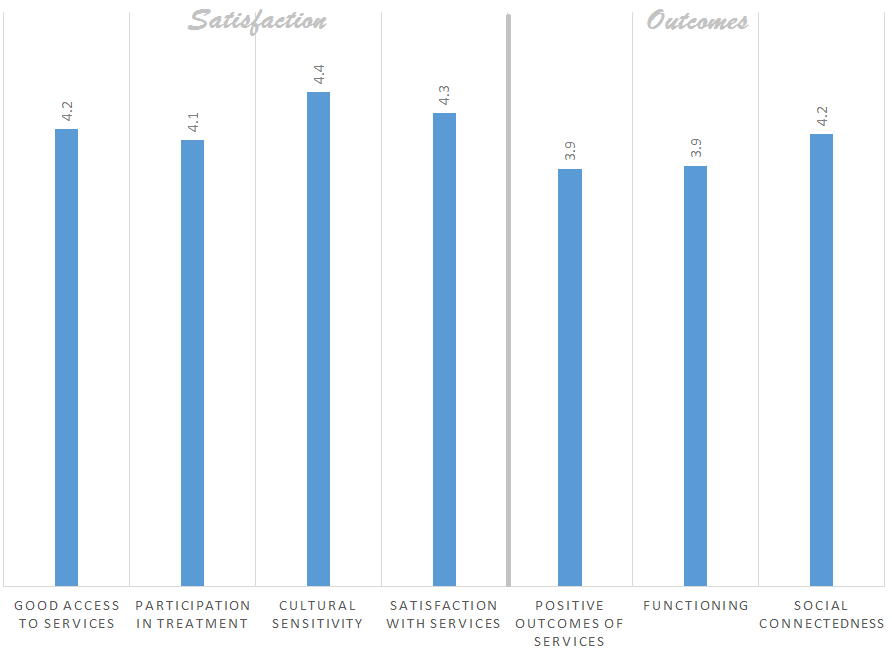 Satisfaction
Outcomes
4.2
4.1
4.4
4.3
3.9
3.9
4.2
GOOD ACCESS
TO SERVICES
PARTICIPATION
IN TREATMENT
CULTURAL
SENSITIVITY
SATISFACTION
WITH SERVICES
POSITIVE
OUTCOMES OF
SERVICES
FUNCTIONING
SOCIAL
CONNECTEDNESS